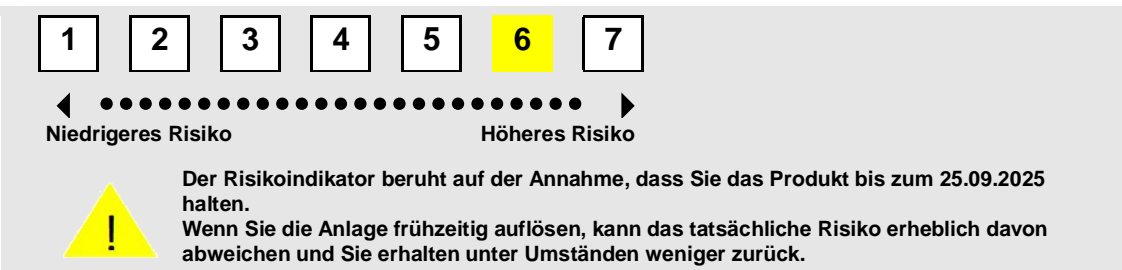 1 2 3 4 5 6 7
Niedrigeres Risiko Höheres Risiko
Der Risikoindikator beruht auf der Annahme, dass Sie das Produkt bis zum 25.09.2025
halten.
Wenn Sie die Anlage frühzeitig auflösen, kann das tatsächliche Risiko erheblich davon
abweichen und Sie erhalten unter Umständen weniger zurück.
!